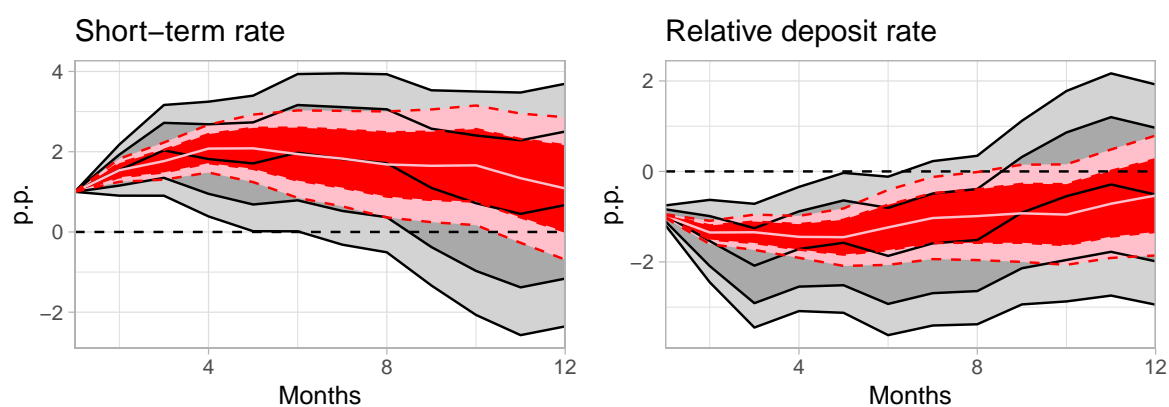 Short−term rate
4
2
0
−2
p.p.
4
8
12
Months
Relative deposit rate
2
0
−2
p.p.
4
8
12
Months